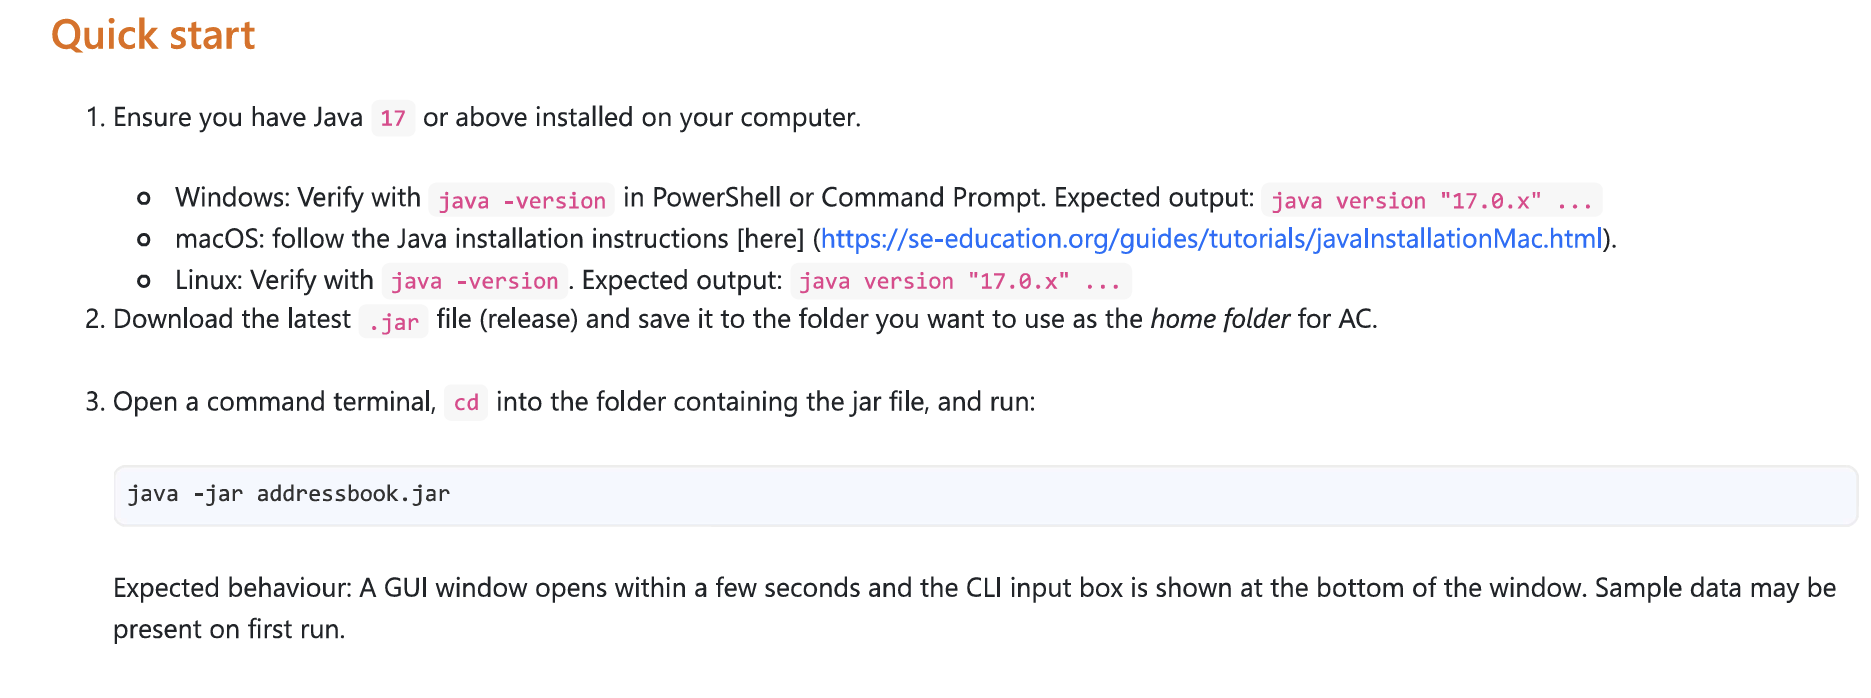 Quick start
1. Ensure you have Java 17 or above installed on your computer.
Windows: Verify with java -version in PowerShell or Command Prompt. Expected output: java version "17.0.x" ...
macOS: follow the Java installation instructions [here] (https://se-education.org/guides/tutorials/javaInstallationMac.html).
Linux: Verify with java -version . Expected output: java version "17.0.x" ...
2. Download the latest .jar file (release) and save it to the folder you want to use as the home folder for AC.
3. Open a command terminal, cd into the folder containing the jar file, and run:
java -jar addressbook.jar
Expected behaviour: A GUI window opens within a few seconds and the CLI input box is shown at the bottom of the window. Sample data may be
present on first run.